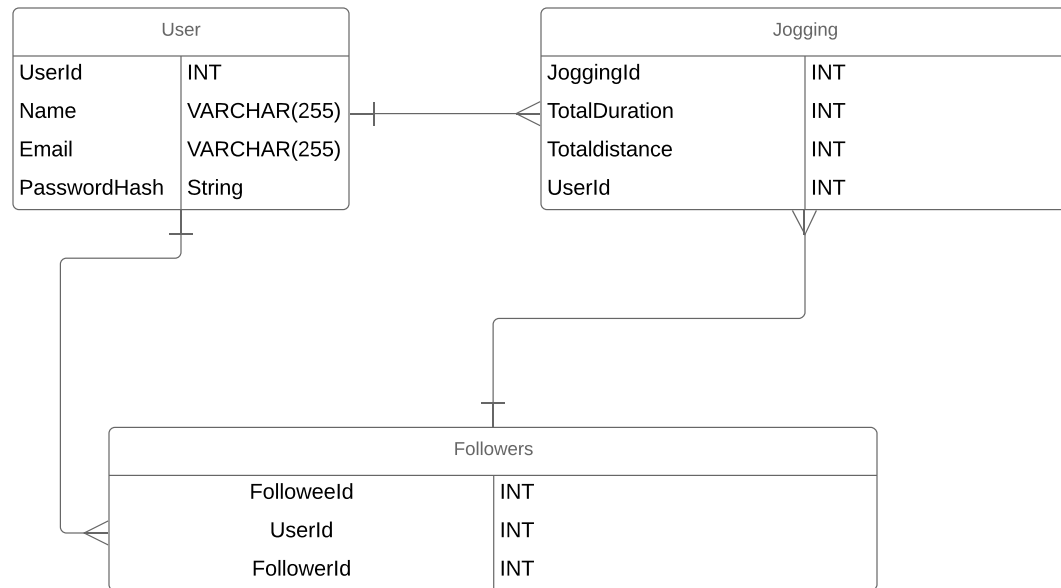 User
UserId INT
Name VARCHAR(255)
Email VARCHAR(255)
PasswordHash String
Jogging
JoggingId INT
TotalDuration INT
Totaldistance INT
UserId INT
Followers
FolloweeId INT
UserId INT
FollowerId INT